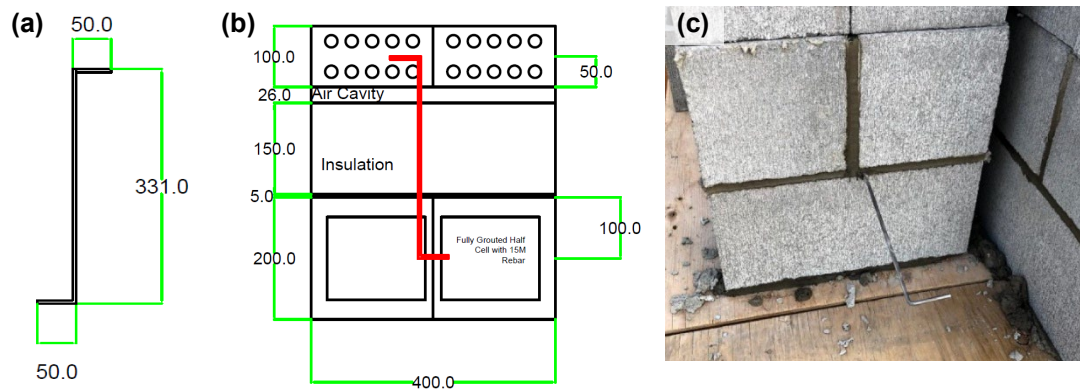 (a)
50.0
331.0
50.0
(b)
100.0
50.0
26.0
Air Cavity
150.0
Insulation
5.0
200.0
Fully Grouted Half
Cell with 15M
Rebar
100.0
400.0
(c)